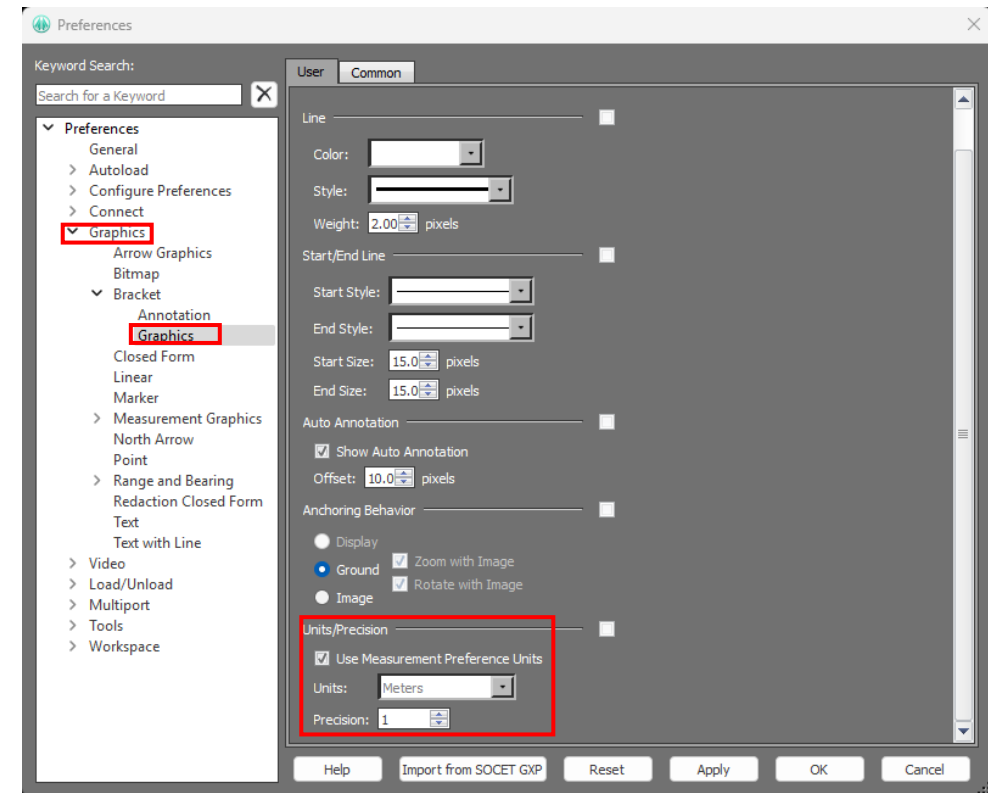 Preferences
Keyword Search:
Search for a Keyword
Preferences
General
Autoload
Configure Preferences
Connect
Graphics
Arrow Graphics
Bitmap
Bracket
Annotation
Graphics
Closed Form
Linear
Marker
Measurement Graphics
North Arrow
Point
Range and Bearing
Redaction Closed Form
Text
Text with Line
Video
Load/Unload
Multiport
Tools
Workspace
User Common
Line
Color:
Style:
Weight: 2.00 pixels
Start/End Line
Start Style:
End Style:
Start Size: 15.0 pixels
End Size: 15.0 pixels
Auto Annotation
Show Auto Annotation
Offset: 10.0 pixels
Anchoring Behavior
Display
Zoom with Image
Ground
Rotate with Image
Image
Units/Precision
Use Measurement Preference Units
Units: Meters
Precision: 1
Help Import from SOCET GXP Reset Apply OK Cancel